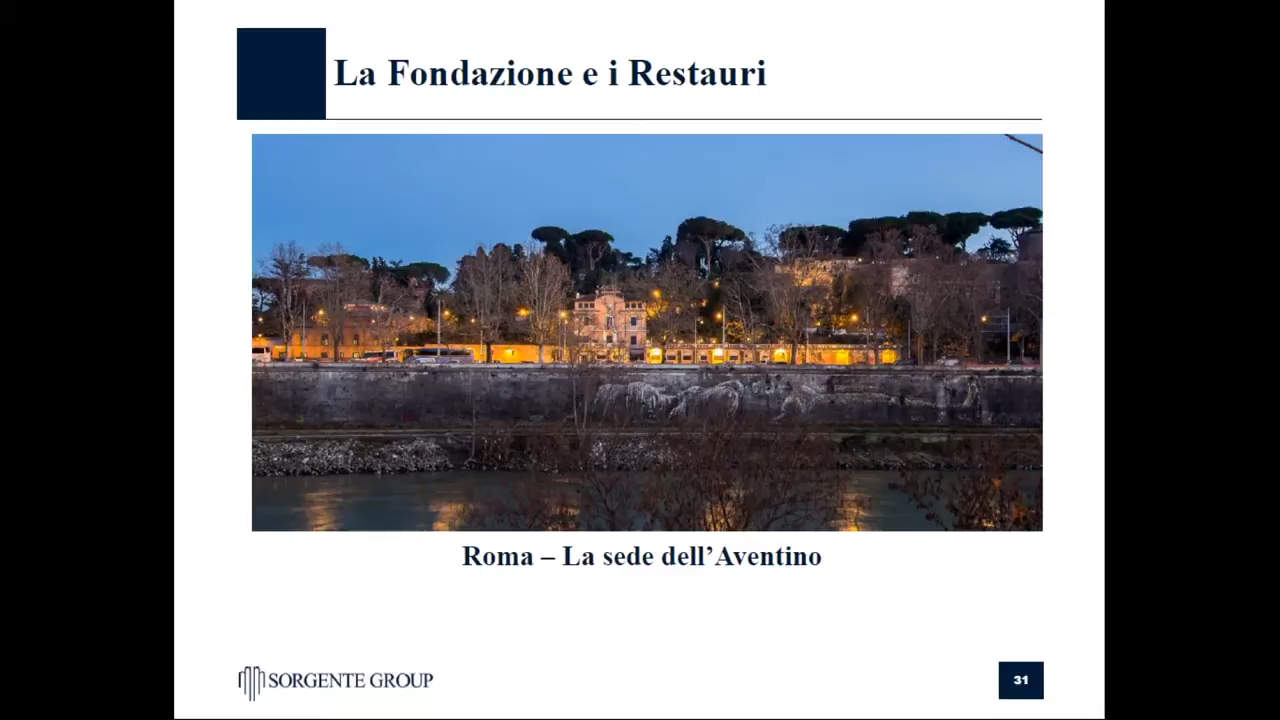 La Fondazione e i Restauri
Roma – La sede dell’Aventino
SORGENTE GROUP
31